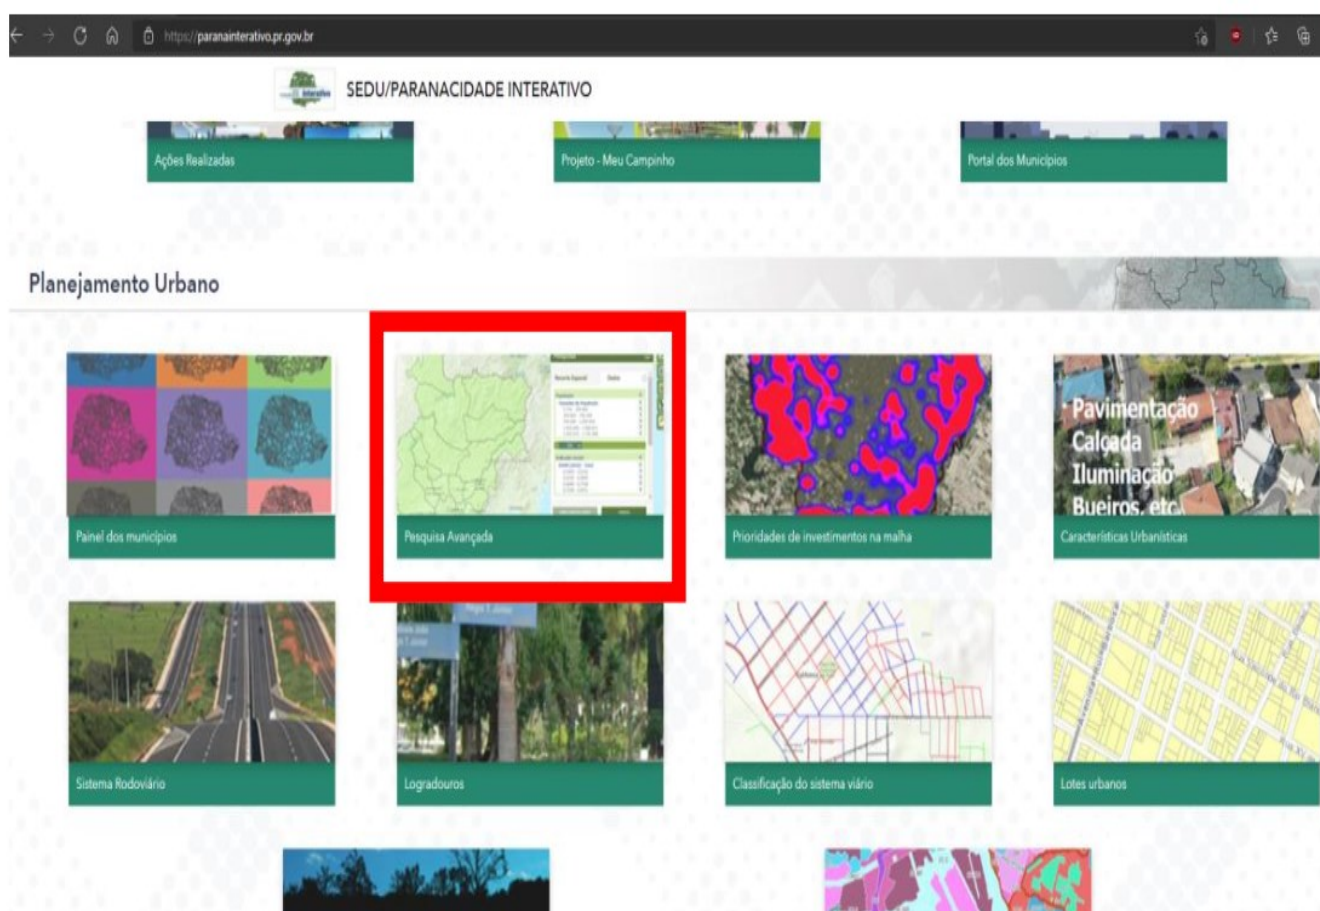 https://paranainterativo.pr.gov.br
SEDU/PARANACIDADE INTERATIVO
Ações Realizadas
Projeto - Meu Campinho
Portal dos Municípios
Planejamento Urbano
Pavimentação
Calçada
Iluminação
Bueiros, etc.
Painel dos municípios
Pesquisa Avançada
Prioridades de investimentos na malha
Características Urbanísticas
Sistema Rodoviário
Logradouros
Classificação do sistema viário
Lotes urbanos